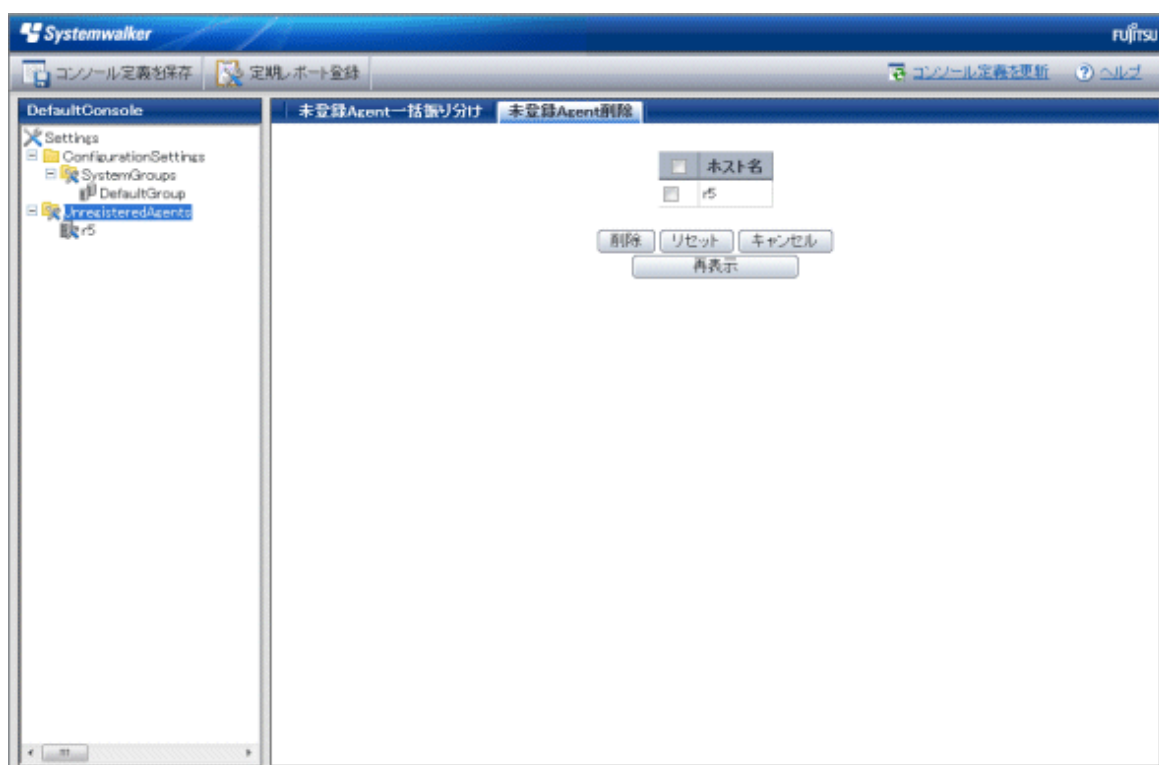 Systemwalker
FUJITSU
コンソール定義を保存
定期レポート登録
コンソール定義を更新
ヘルプ
DefaultConsole
未登録Agent一括振り分け
未登録Agent削除
Settings
ConfigurationSettings
SystemGroups
DefaultGroup
UnregisteredAgents
r5
ホスト名
r5
削除
リセット
キャンセル
再表示